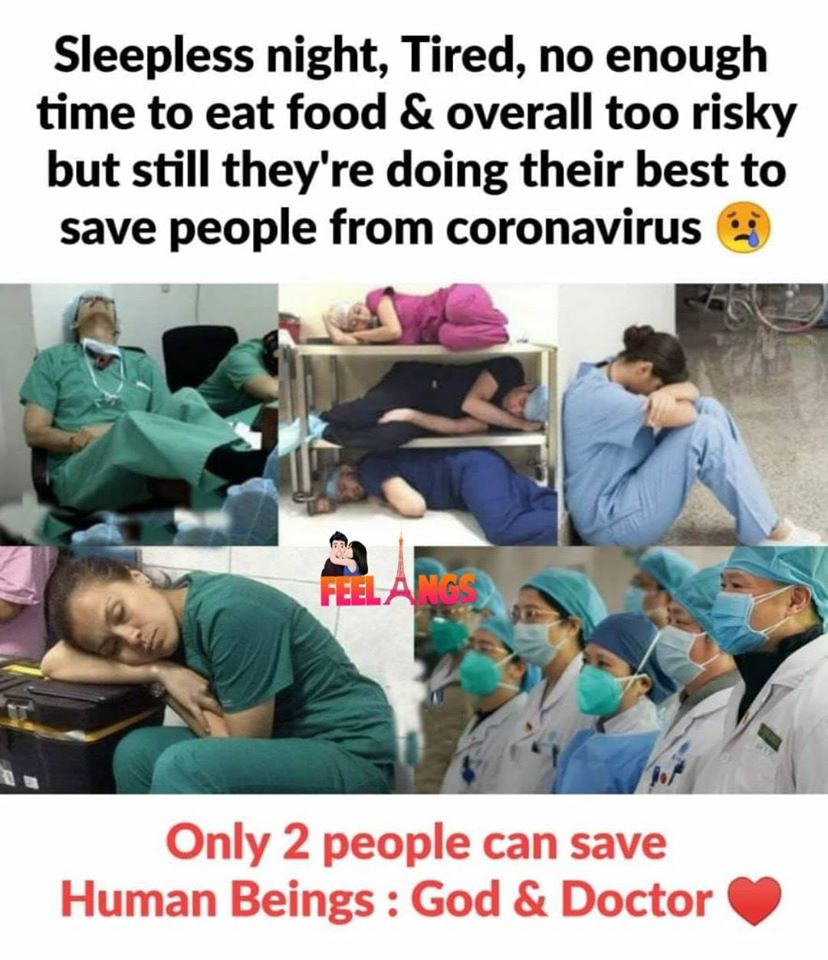 Sleepless night, Tired, no enough
time to eat food & overall too risky
but still they're doing their best to
save people from coronavirus 😢
FEELANGS
Only 2 people can save
Human Beings : God & Doctor ♥